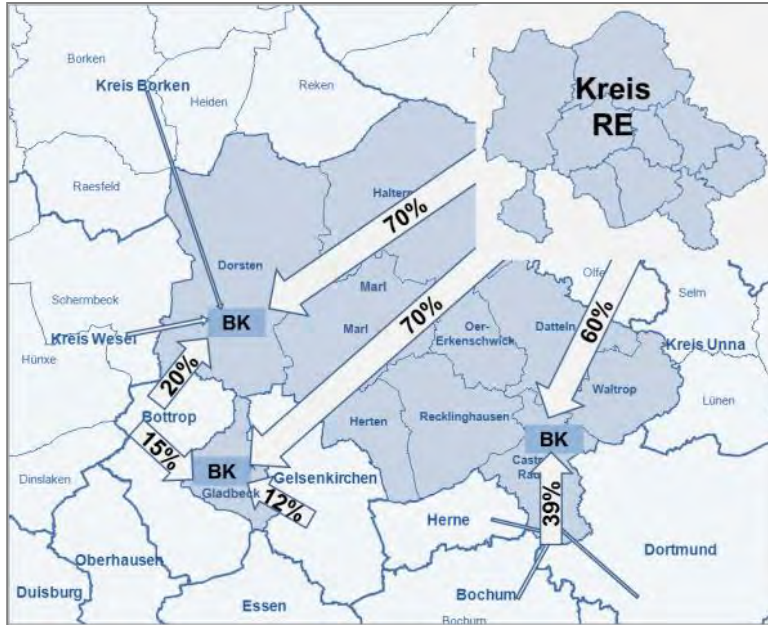 Borken
Kreis Borken
Heiden
Reken
Kreis
RE
Raesfeld
Haltern
70%
Dorsten
Olfe
Schermbeck
Marl
Selm
BK
Marl
70%
Oer-
Erkenschwick
Datteln
60%
Kreis Wesel
Kreis Unna
Hünxe
20%
Waltrop
Lünen
Bottrop
Herten
Recklinghausen
15%
BK
BK
Dinslaken
Gelsenkirchen
Castr
Rau
Gladbeck
12%
39%
Herne
Oberhausen
Dortmund
Duisburg
Essen
Bochum
Bochum